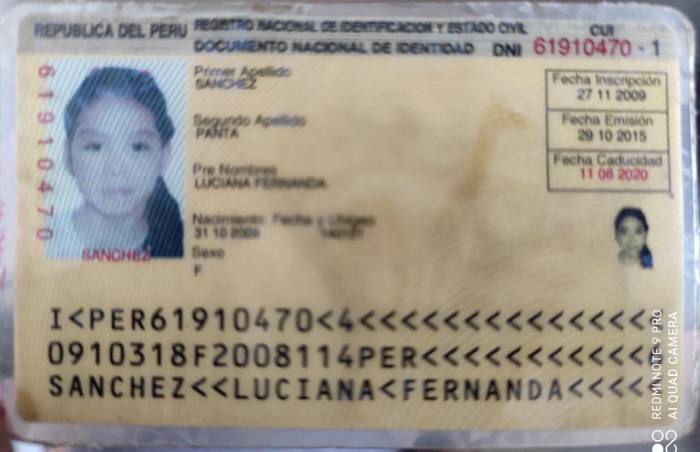 REPUBLICA DEL PERU REGISTRO NACIONAL DE IDENTIFICACION Y ESTADO CIVIL CUI
DOCUMENTO NACIONAL DE IDENTIDAD DNI 61910470 - 1
61910470
Primer Apellido
SANCHEZ
Segundo Apellido
PANTA
Pre Nombres
LUCIANA FERNANDA
Nacimiento: Fecha y Ubigeo
31 10 2009
Sexo
F
SANCHEZ
Fecha Inscripción
27 11 2009
Fecha Emisión
29 10 2015
Fecha Caducidad
11 08 2020
I<PER61910470<4<<<<<<<<<<<<<<<
0910318F2008114PER<<<<<<<<<<<
SANCHEZ<<LUCIANA<FERNANDA<<<<
REDMI NOTE 9 PRO
AI QUAD CAMERA